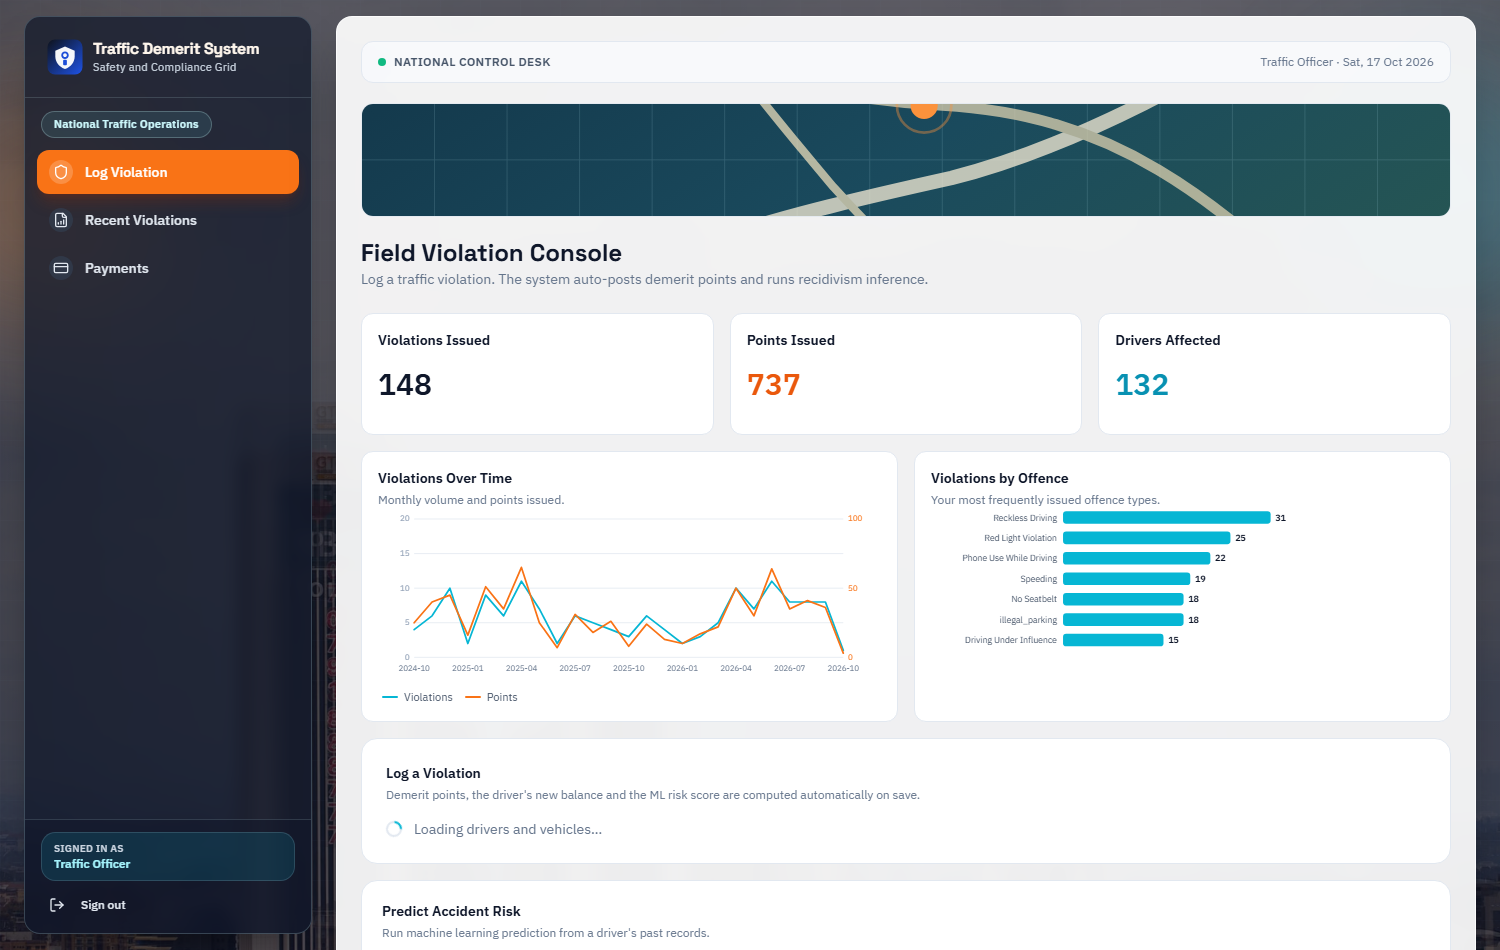 Traffic Demerit System
Safety and Compliance Grid
National Traffic Operations
Log Violation
Recent Violations
Payments
SIGNED IN AS
Traffic Officer
Sign out
NATIONAL CONTROL DESK
Traffic Officer · Sat, 17 Oct 2026
Field Violation Console
Log a traffic violation. The system auto-posts demerit points and runs recidivism inference.
Violations Issued
148
Points Issued
737
Drivers Affected
132
Violations Over Time
Monthly volume and points issued.
20
15
10
5
0
100
50
0
2024-10 2025-01 2025-04 2025-07 2025-10 2026-01 2026-04 2026-07 2026-10
Violations Points
Violations by Offence
Your most frequently issued offence types.
Reckless Driving 31
Red Light Violation 25
Phone Use While Driving 22
Speeding 19
No Seatbelt 18
illegal_parking 18
Driving Under Influence 15
Log a Violation
Demerit points, the driver's new balance and the ML risk score are computed automatically on save.
Loading drivers and vehicles...
Predict Accident Risk
Run machine learning prediction from a driver's past records.